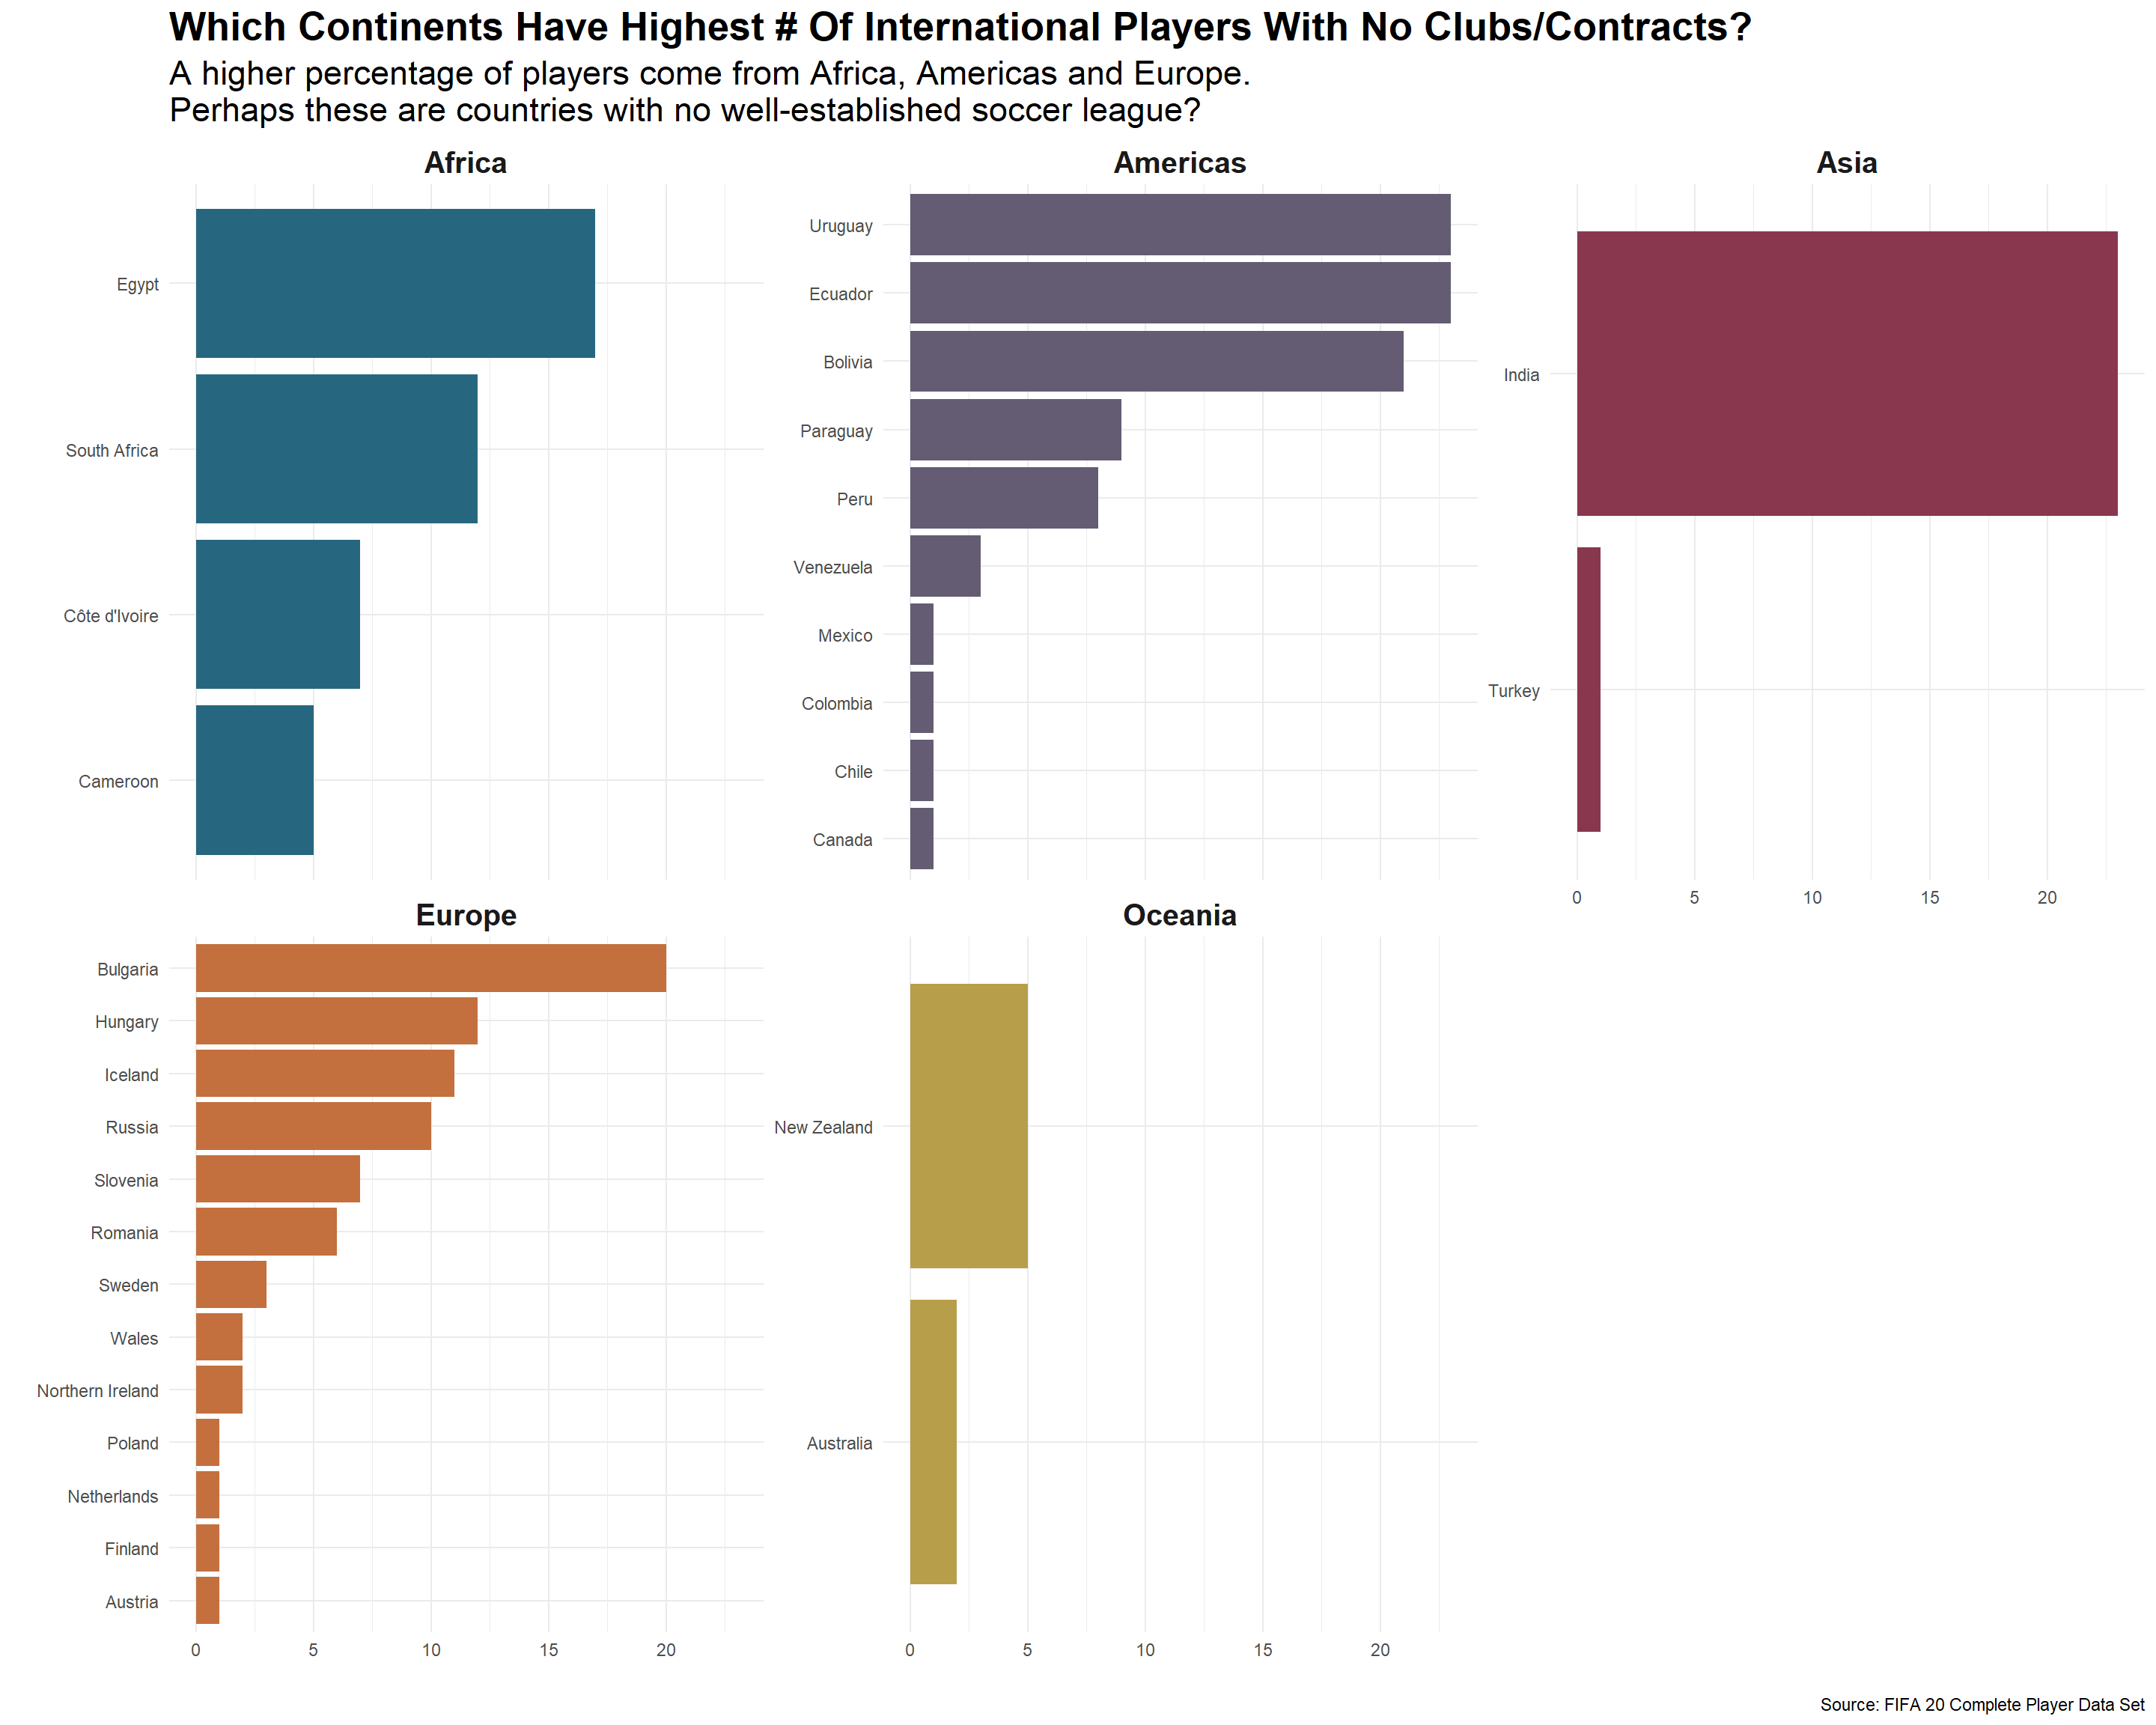 Which Continents Have Highest # Of International Players With No Clubs/Contracts?
A higher percentage of players come from Africa, Americas and Europe.
Perhaps these are countries with no well-established soccer league?
Africa
Egypt
South Africa
Côte d'Ivoire
Cameroon
Americas
Uruguay
Ecuador
Bolivia
Paraguay
Peru
Venezuela
Mexico
Colombia
Chile
Canada
Asia
India
Turkey
0 5 10 15 20
Europe
Bulgaria
Hungary
Iceland
Russia
Slovenia
Romania
Sweden
Wales
Northern Ireland
Poland
Netherlands
Finland
Austria
0 5 10 15 20
Oceania
New Zealand
Australia
0 5 10 15 20
Source: FIFA 20 Complete Player Data Set